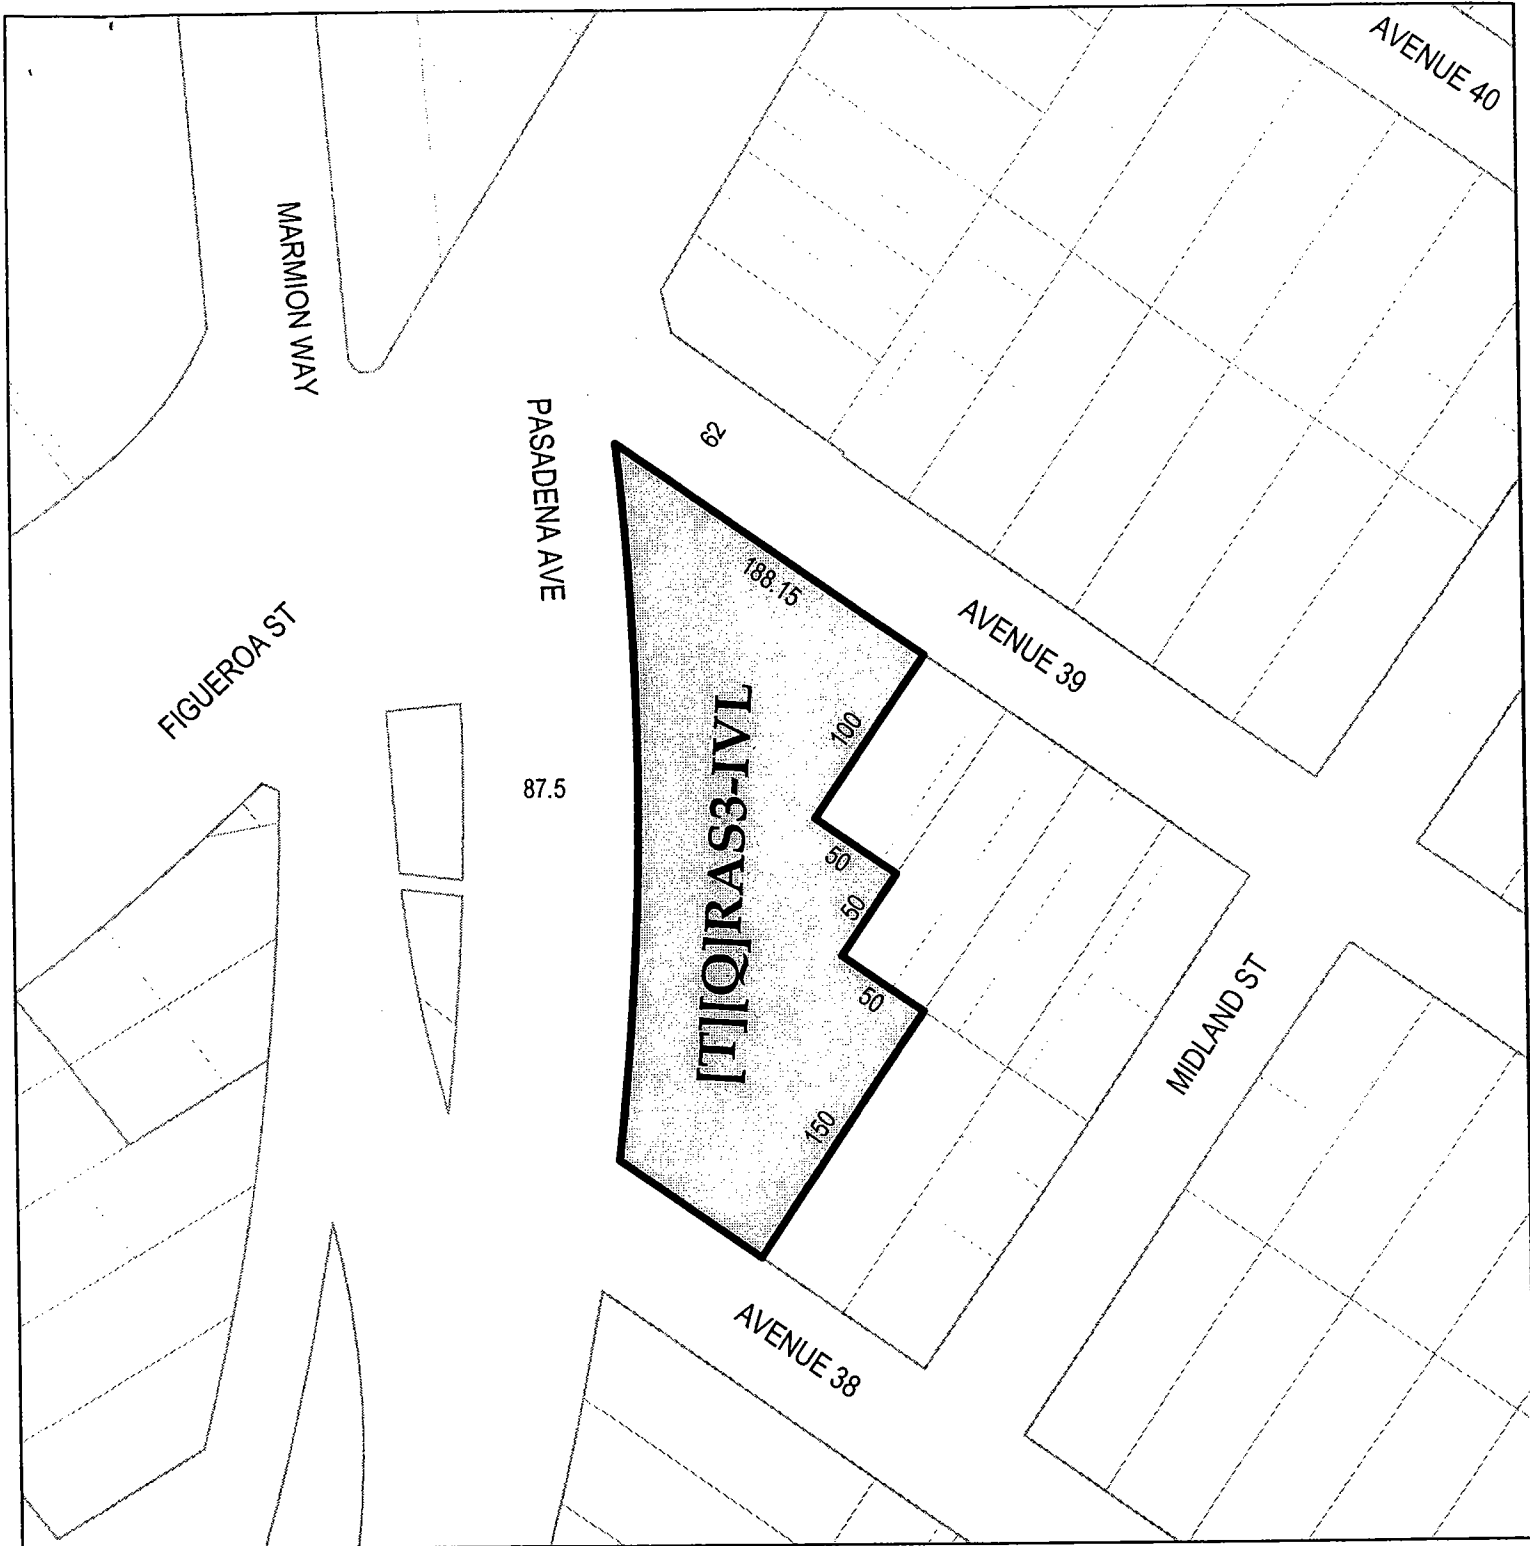 AVENUE 40
MARMION WAY
PASADENA AVE
62
188.15
AVENUE 39
FIGUEROA ST
100
87.5
[T][Q]RAS3-IVL
50
50
50
MIDLAND ST
150
AVENUE 38